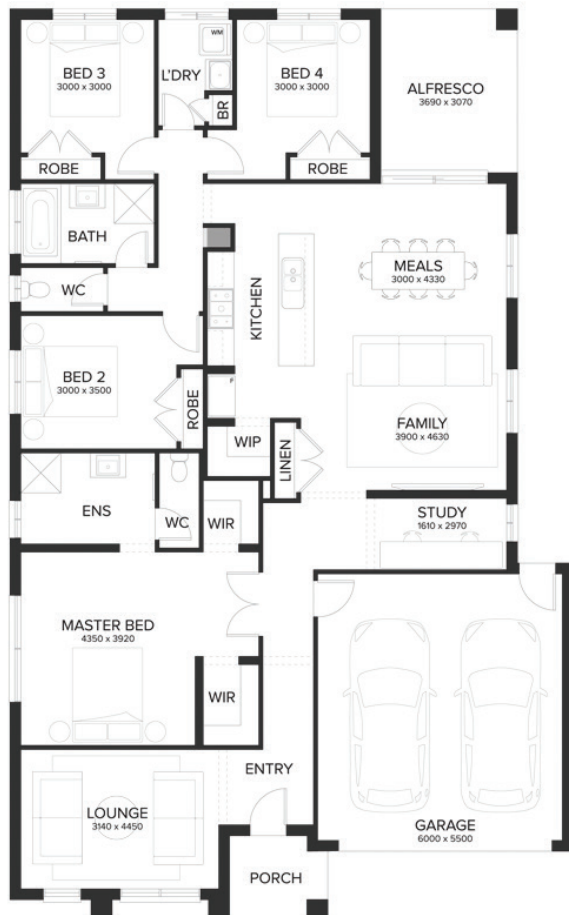 BED 3
3000 x 3000
L'DRY
WM
BR
BED 4
3000 x 3000
ALFRESCO
3690 x 3070
ROBE
ROBE
BATH
WC
KITCHEN
MEALS
3000 x 4330
BED 2
3000 x 3500
ROBE
F
WIP
LINEN
FAMILY
3900 x 4630
ENS
WC
WIR
STUDY
1610 x 2970
MASTER BED
4350 x 3920
WIR
ENTRY
LOUNGE
3140 x 4450
GARAGE
6000 x 5500
PORCH